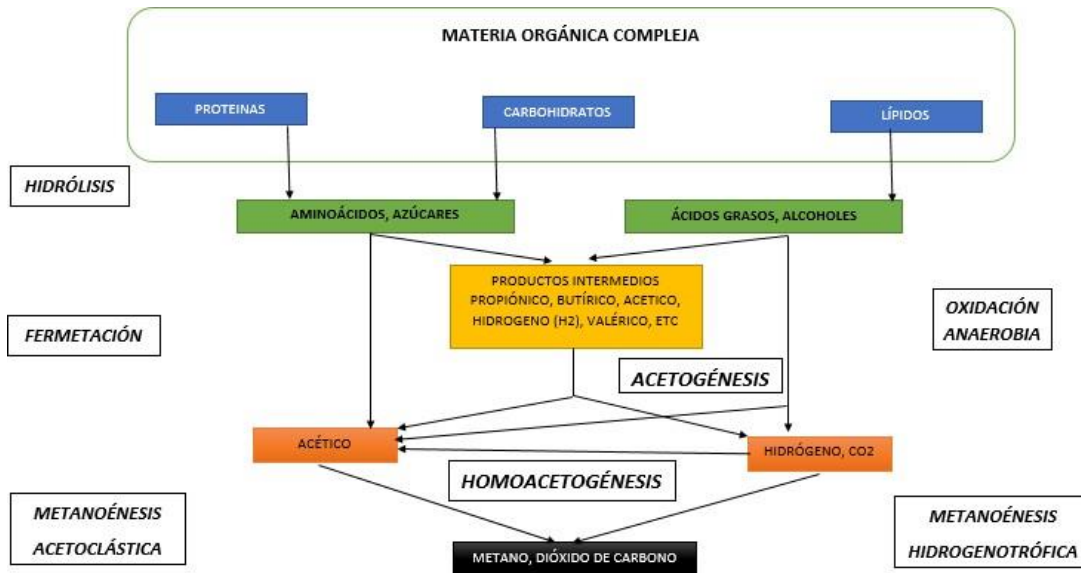 MATERIA ORGÁNICA COMPLEJA
PROTEINAS
CARBOHIDRATOS
LÍPIDOS
HIDRÓLISIS
AMINOÁCIDOS, AZÚCARES
ÁCIDOS GRASOS, ALCOHOLES
PRODUCTOS INTERMEDIOS
PROPIÓNICO, BUTÍRICO, ACETICO,
HIDROGENO (H2), VALÉRICO, ETC
FERMETACIÓN
OXIDACIÓN
ANAEROBIA
ACETOGÉNESIS
ACÉTICO
HIDRÓGENO, CO2
HOMOACETOGÉNESIS
METANOÉNESIS
ACETOCLÁSTICA
METANOÉNESIS
HIDROGENOTRÓFICA
METANO, DIÓXIDO DE CARBONO